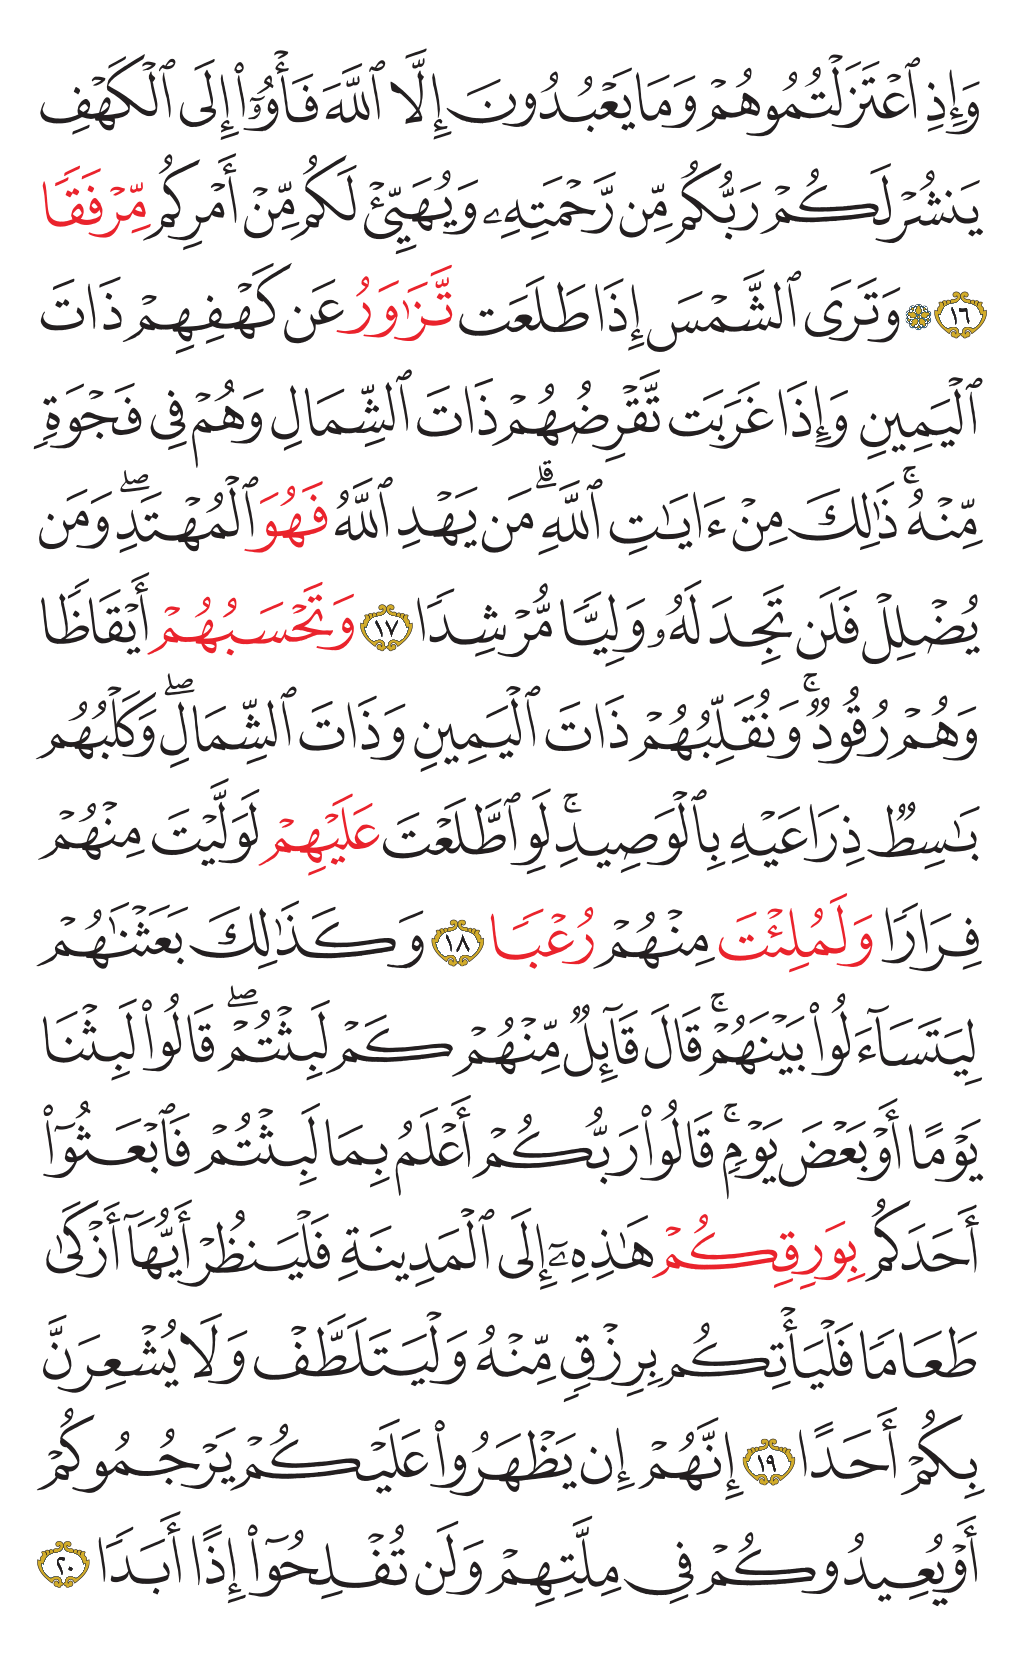 وَإِذِ ٱعْتَزَلْتُمُوهُمْ وَمَا يَعْبُدُونَ إِلَّا ٱللَّهَ فَأْوُۥٓا۟ إِلَى ٱلْكَهْفِ
يَنشُرْ لَكُمْ رَبُّكُم مِّن رَّحْمَتِهِۦ وَيُهَيِّئْ لَكُم مِّنْ أَمْرِكُم مِّرْفَقًا
١٦ ۞ وَتَرَى ٱلشَّمْسَ إِذَا طَلَعَت تَّزَٰوَرُ عَن كَهْفِهِمْ ذَاتَ
ٱلْيَمِينِ وَإِذَا غَرَبَت تَّقْرِضُهُمْ ذَاتَ ٱلشِّمَالِ وَهُمْ فِى فَجْوَةٍ
مِّنْهُ ۚ ذَٰلِكَ مِنْ ءَايَٰتِ ٱللَّهِ ۗ مَن يَهْدِ ٱللَّهُ فَهُوَ ٱلْمُهْتَدِ ۖ وَمَن
يُضْلِلْ فَلَن تَجِدَ لَهُۥ وَلِيًّا مُّرْشِدًا ١٧ وَتَحْسَبُهُمْ أَيْقَاظًا
وَهُمْ رُقُودٌ ۚ وَنُقَلِّبُهُمْ ذَاتَ ٱلْيَمِينِ وَذَاتَ ٱلشِّمَالِ ۖ وَكَلْبُهُم
بَٰسِطٌ ذِرَاعَيْهِ بِٱلْوَصِيدِ ۚ لَوِ ٱطَّلَعْتَ عَلَيْهِمْ لَوَلَّيْتَ مِنْهُمْ
فِرَارًا وَلَمُلِئْتَ مِنْهُمْ رُعْبًا ١٨ وَكَذَٰلِكَ بَعَثْنَٰهُمْ
لِيَتَسَآءَلُوا۟ بَيْنَهُمْ ۚ قَالَ قَآئِلٌ مِّنْهُمْ كَمْ لَبِثْتُمْ ۖ قَالُوا۟ لَبِثْنَا
يَوْمًا أَوْ بَعْضَ يَوْمٍ ۚ قَالُوا۟ رَبُّكُمْ أَعْلَمُ بِمَا لَبِثْتُمْ فَٱبْعَثُوٓا۟
أَحَدَكُم بِوَرِقِكُمْ هَٰذِهِۦٓ إِلَى ٱلْمَدِينَةِ فَلْيَنظُرْ أَيُّهَآ أَزْكَىٰ
طَعَامًا فَلْيَأْتِكُم بِرِزْقٍ مِّنْهُ وَلْيَتَلَطَّفْ وَلَا يُشْعِرَنَّ
بِكُمْ أَحَدًا ١٩ إِنَّهُمْ إِن يَظْهَرُوا۟ عَلَيْكُمْ يَرْجُمُوكُمْ
أَوْ يُعِيدُوكُمْ فِى مِلَّتِهِمْ وَلَن تُفْلِحُوٓا۟ إِذًا أَبَدًا ٢٠